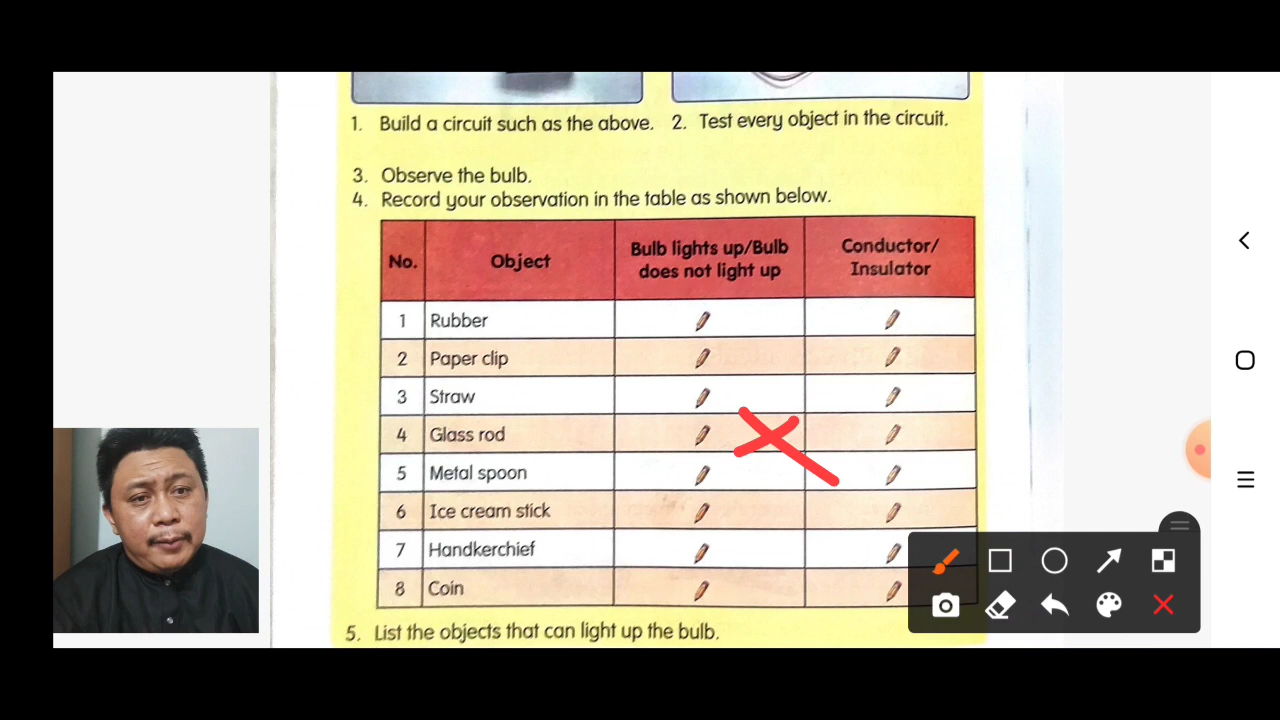 1. Build a circuit such as the above. 2. Test every object in the circuit.
3. Observe the bulb.
4. Record your observation in the table as shown below.
No. Object Bulb lights up/Bulb does not light up Conductor/ Insulator
1 Rubber
2 Paper clip
3 Straw
4 Glass rod
5 Metal spoon
6 Ice cream stick
7 Handkerchief
8 Coin
5. List the objects that can light up the bulb.